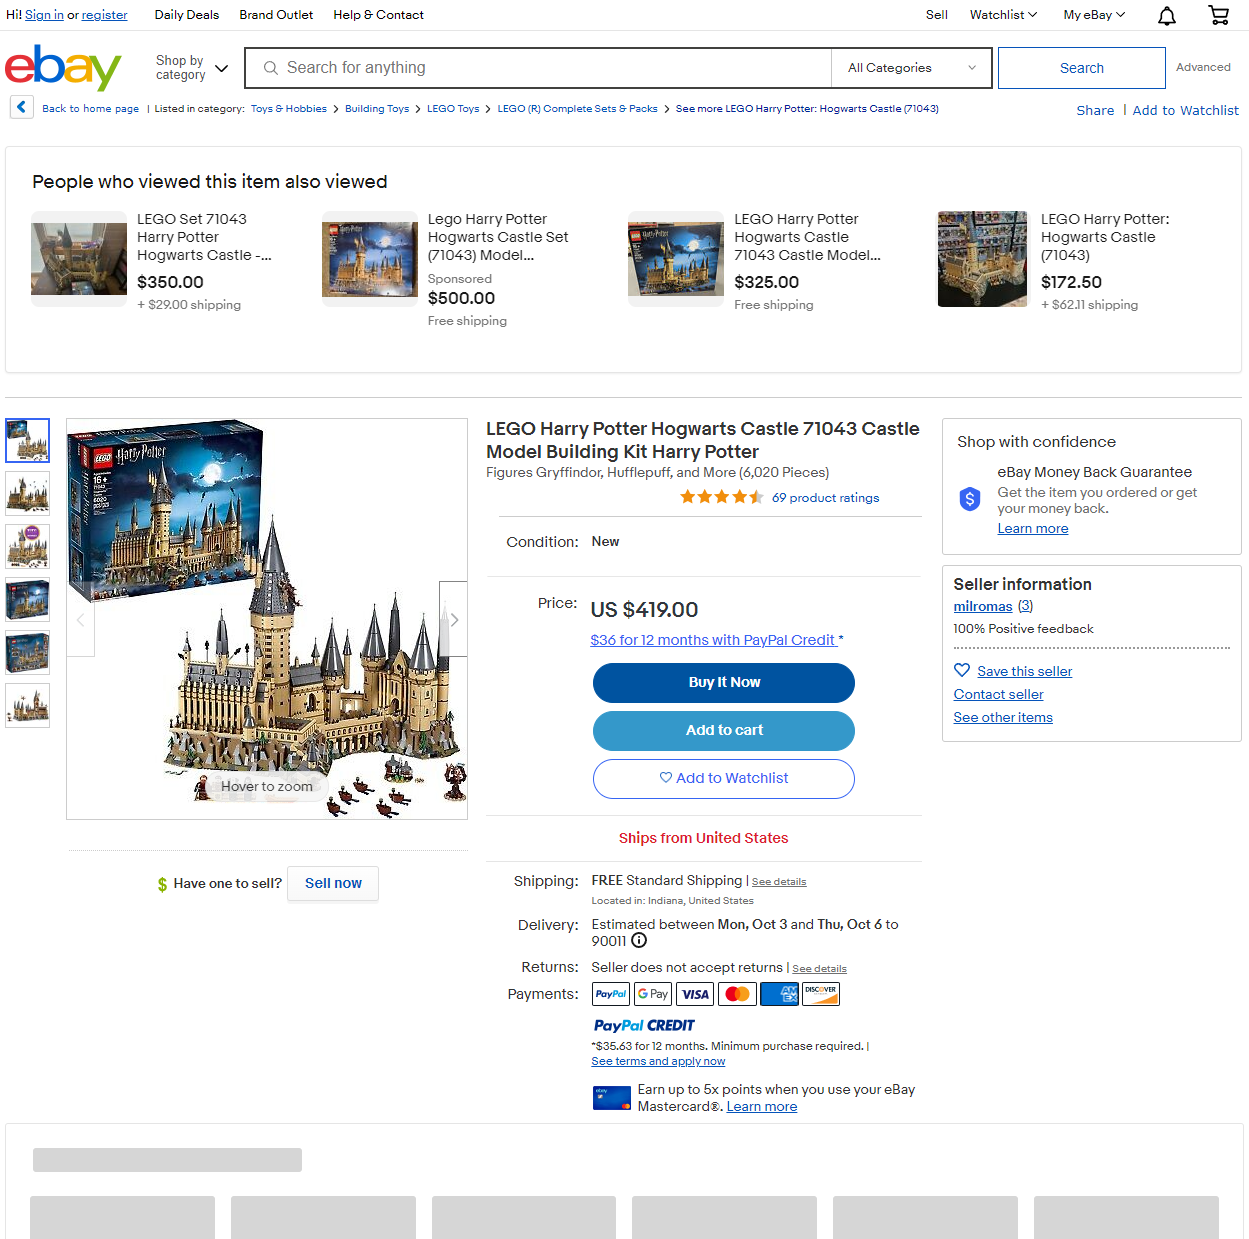 Hi! Sign in or register
Daily Deals
Brand Outlet
Help & Contact
Sell
Watchlist
My eBay
ebay
Shop by
category
Search for anything
All Categories
Search
Advanced
Back to home page | Listed in category: Toys & Hobbies > Building Toys > LEGO Toys > LEGO (R) Complete Sets & Packs > See more LEGO Harry Potter: Hogwarts Castle (71043)
Share | Add to Watchlist
People who viewed this item also viewed
LEGO Set 71043
Harry Potter
Hogwarts Castle -...
$350.00
+ $29.00 shipping
Lego Harry Potter
Hogwarts Castle Set
(71043) Model...
Sponsored
$500.00
Free shipping
LEGO Harry Potter
Hogwarts Castle
71043 Castle Model...
$325.00
Free shipping
LEGO Harry Potter:
Hogwarts Castle
(71043)
$172.50
+ $62.11 shipping
LEGO
Harry Potter
16+
71043
6020
pcs/pzs
Hover to zoom
$ Have one to sell?
Sell now
LEGO Harry Potter Hogwarts Castle 71043 Castle
Model Building Kit Harry Potter
Figures Gryffindor, Hufflepuff, and More (6,020 Pieces)
69 product ratings
Condition: New
Price: US $419.00
$36 for 12 months with PayPal Credit *
Buy It Now
Add to cart
Add to Watchlist
Ships from United States
Shipping: FREE Standard Shipping | See details
Located in: Indiana, United States
Delivery: Estimated between Mon, Oct 3 and Thu, Oct 6 to
90011
Returns: Seller does not accept returns | See details
Payments: PayPal G Pay VISA AMEX DISCOVER
PayPal CREDIT
*$35.63 for 12 months. Minimum purchase required. |
See terms and apply now
ebay
Earn up to 5x points when you use your eBay
Mastercard®. Learn more
Shop with confidence
eBay Money Back Guarantee
$
Get the item you ordered or get
your money back.
Learn more
Seller information
milromas (3)
100% Positive feedback
Save this seller
Contact seller
See other items